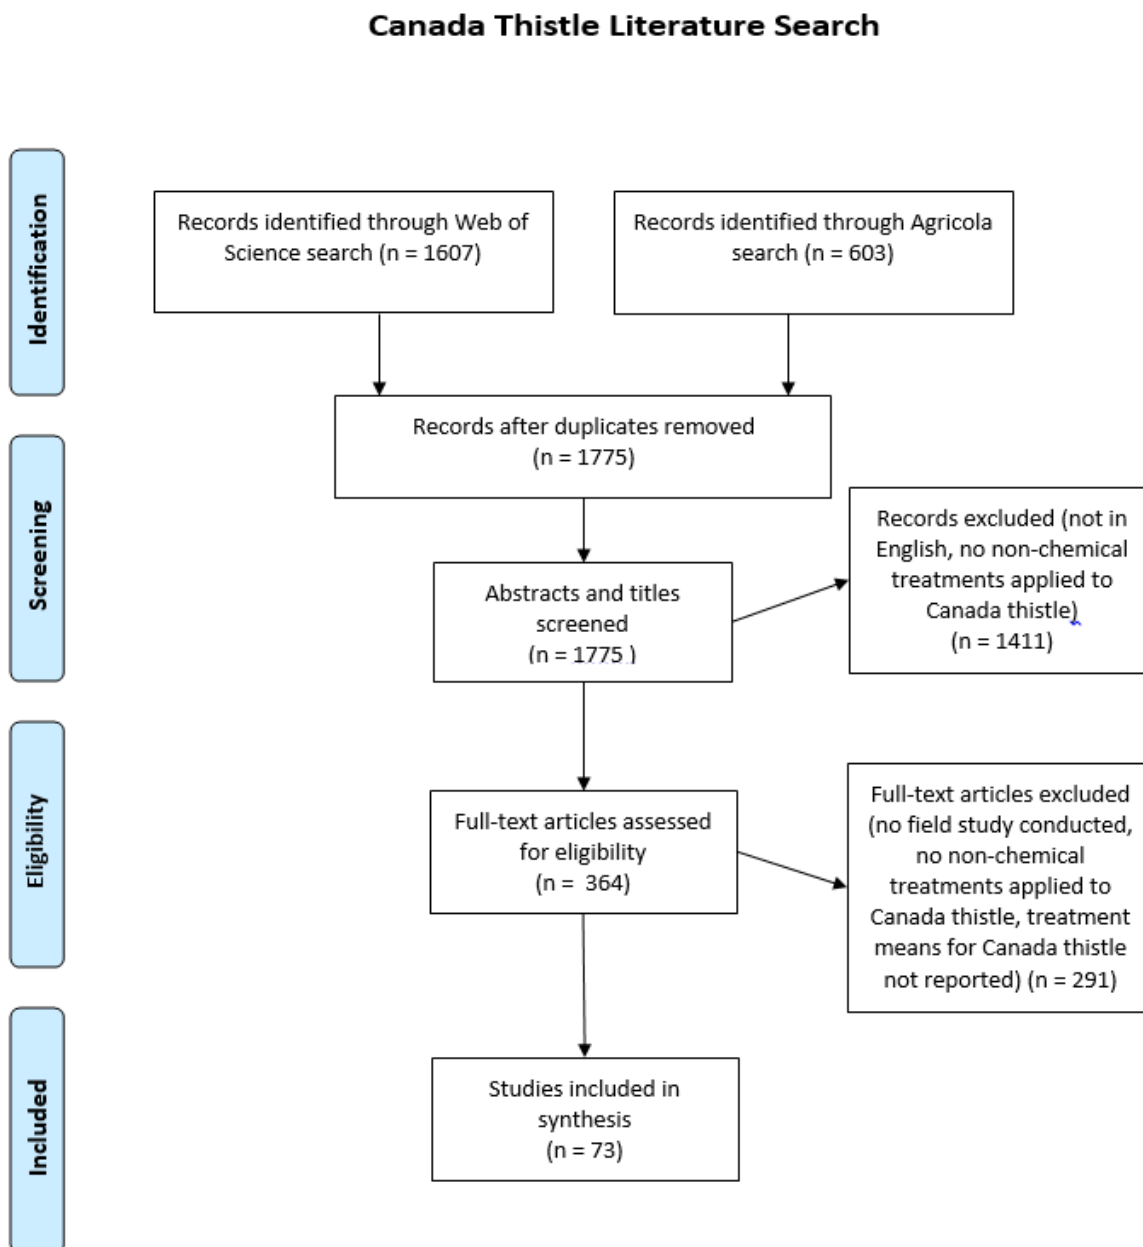 Canada Thistle Literature Search
Identification
Records identified through Web of
Science search (n = 1607)
Records identified through Agricola
search (n = 603)
Records after duplicates removed
(n = 1775)
Screening
Abstracts and titles
screened
(n = 1775 )
Records excluded (not in
English, no non-chemical
treatments applied to
Canada thistle)
(n = 1411)
Eligibility
Full-text articles assessed
for eligibility
(n =  364)
Full-text articles excluded
(no field study conducted,
no non-chemical
treatments applied to
Canada thistle, treatment
means for Canada thistle
not reported) (n = 291)
Included
Studies included in
synthesis
(n = 73)